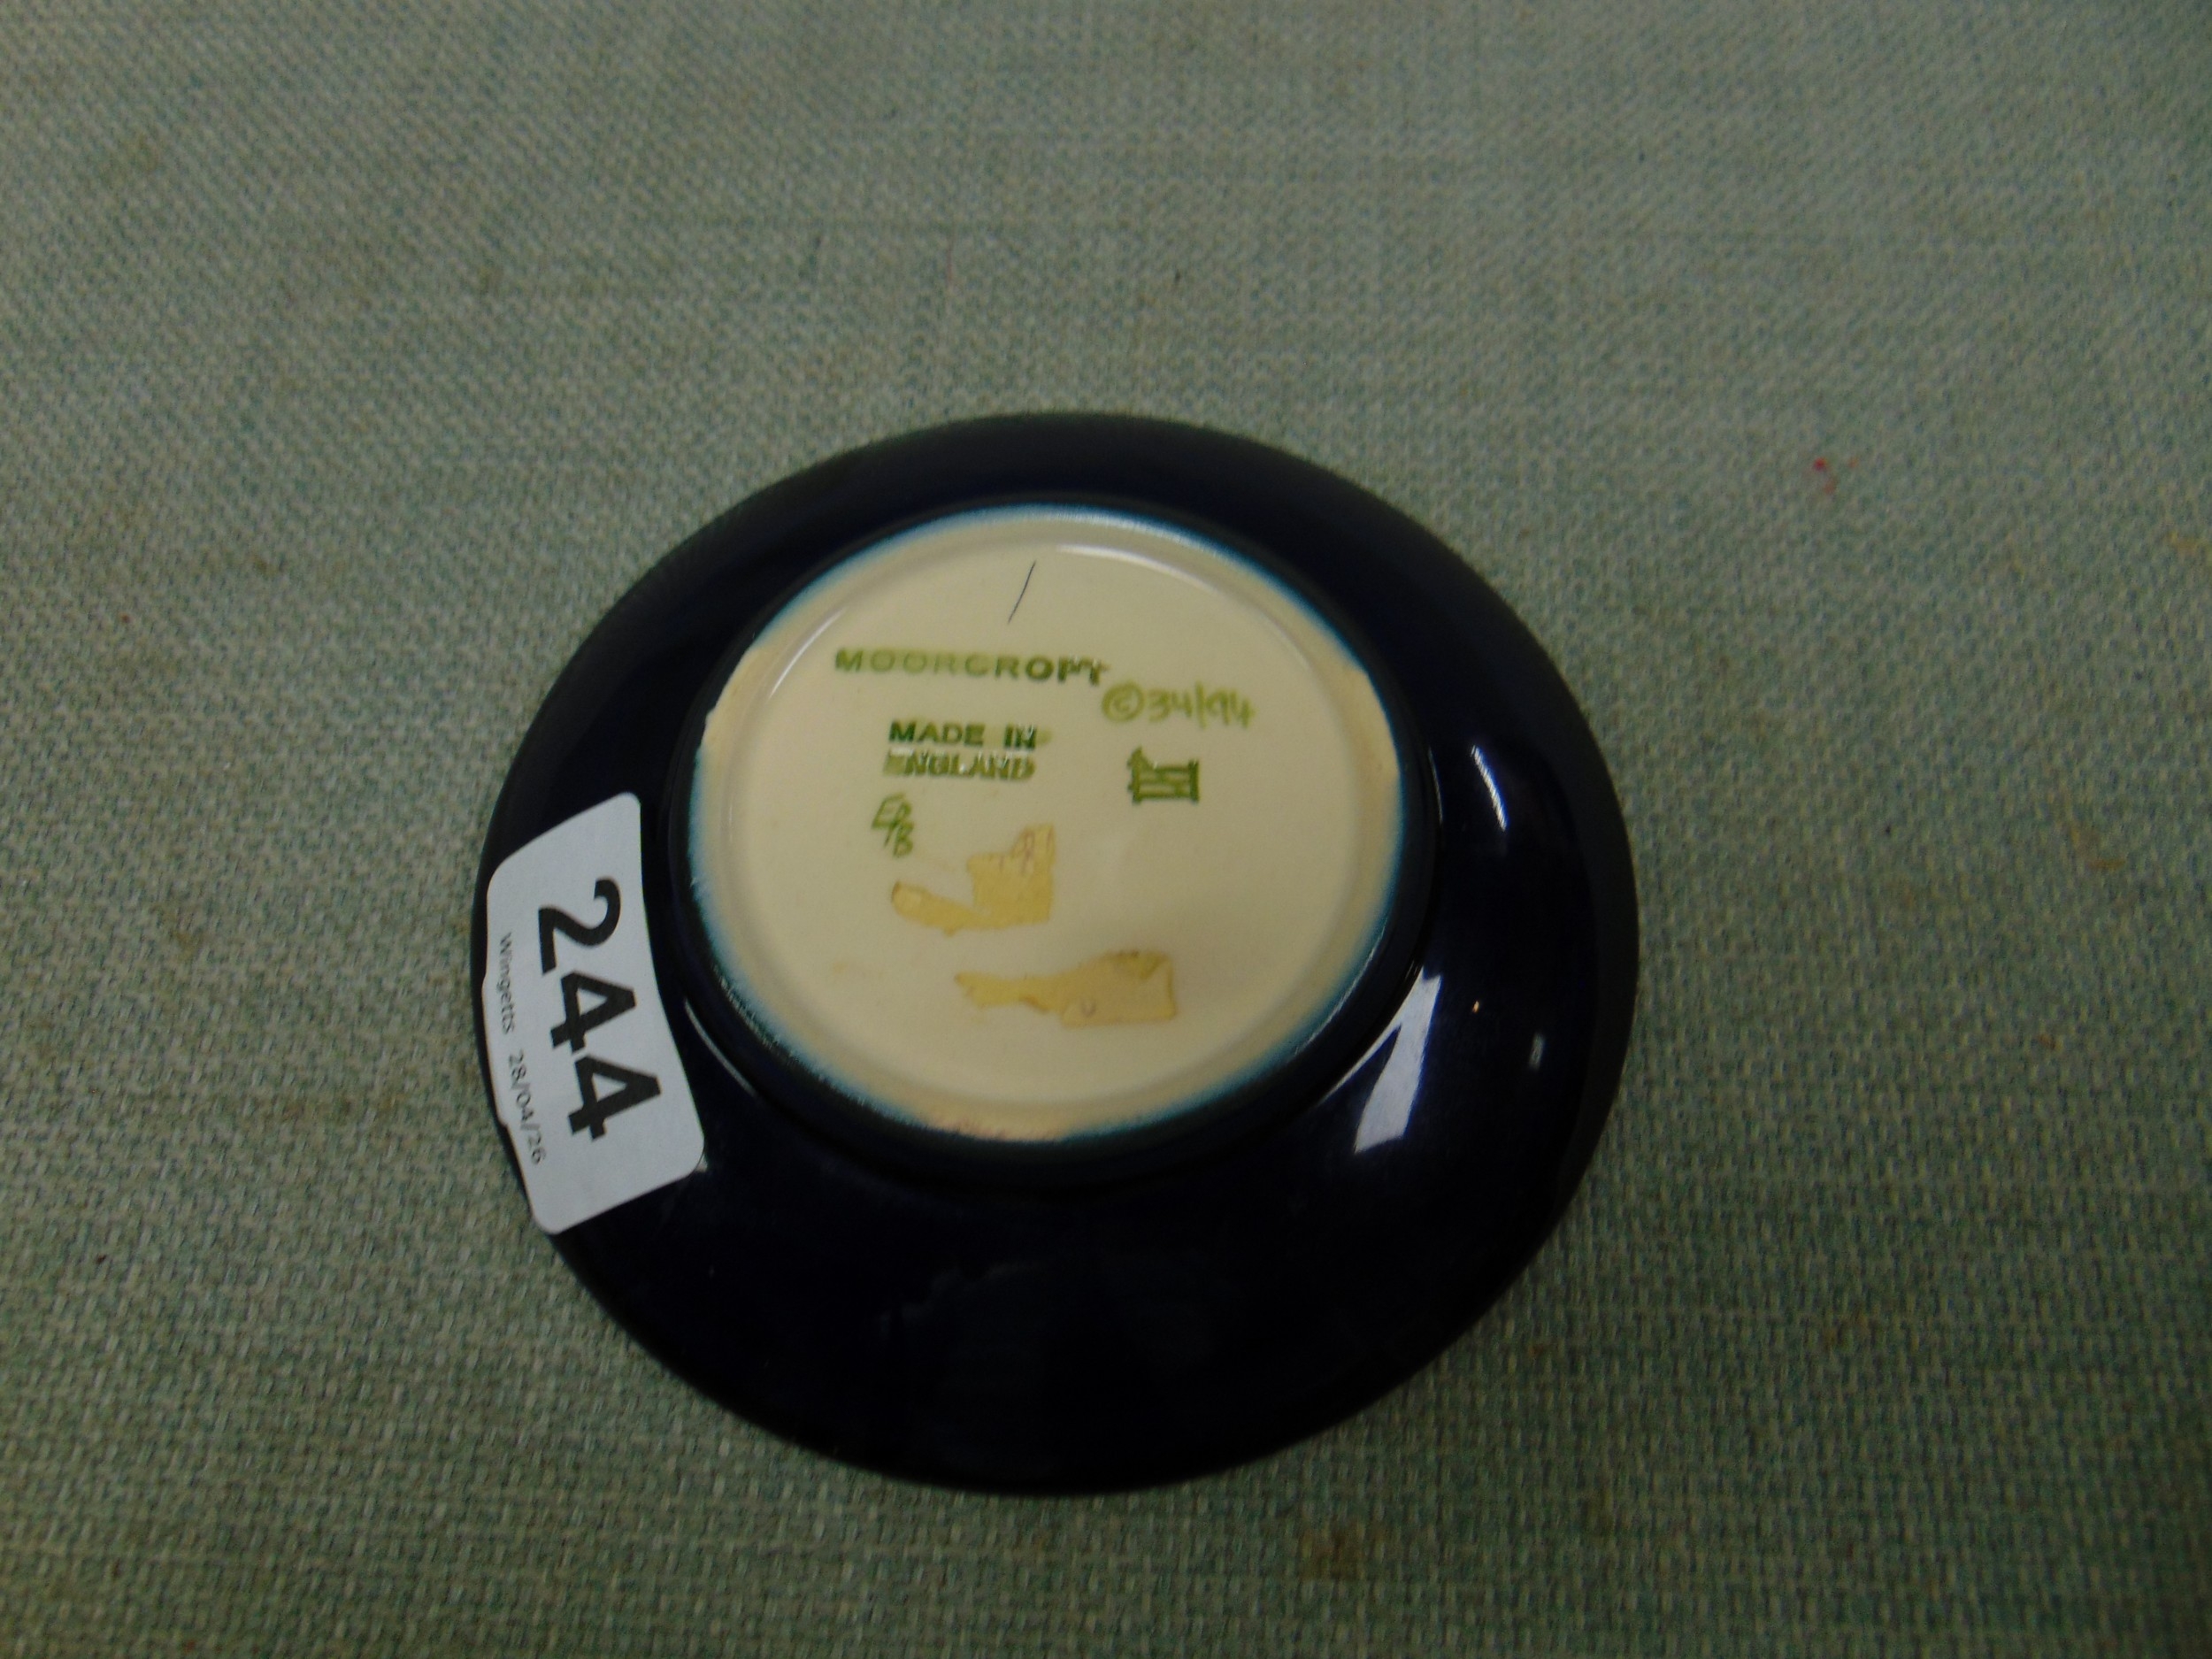 MOORCROFT
©34/94
MADE IN
ENGLAND
244
Wingetts 28/04/26